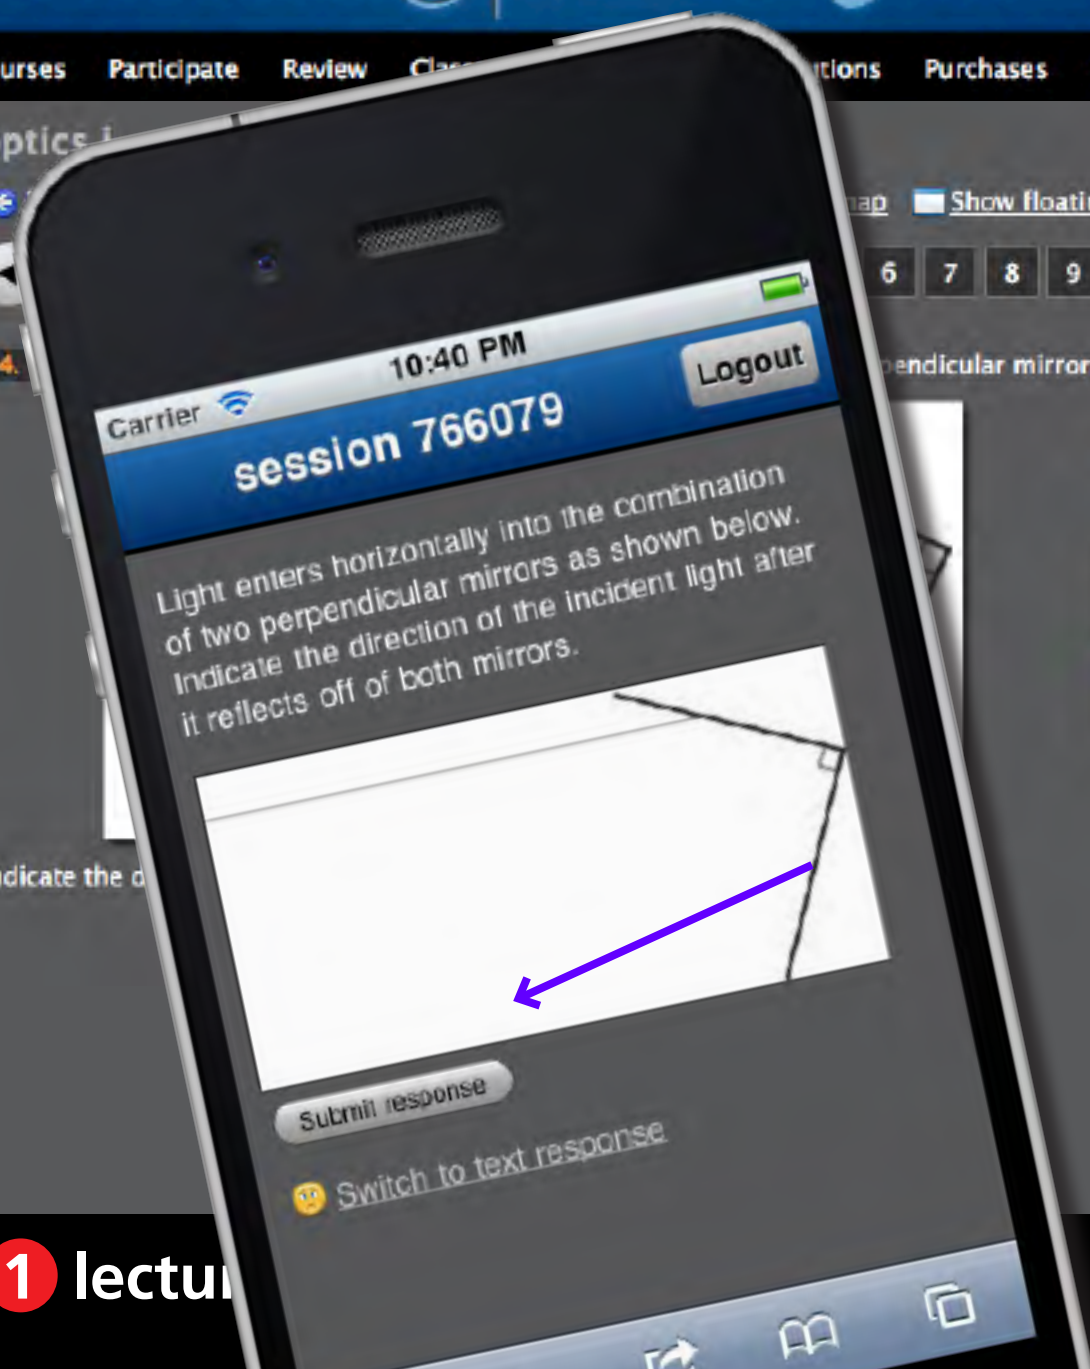 urses Participate Review
tions Purchases
ptics
Show floati
6 7 8 9
4.
endicular mirror
10:40 PM
Carrier
Logout
session 766079
Light enters horizontally into the combination
of two perpendicular mirrors as shown below.
Indicate the direction of the incident light after
it reflects off of both mirrors.
dicate the d
Submit response
Switch to text response
1 lectur